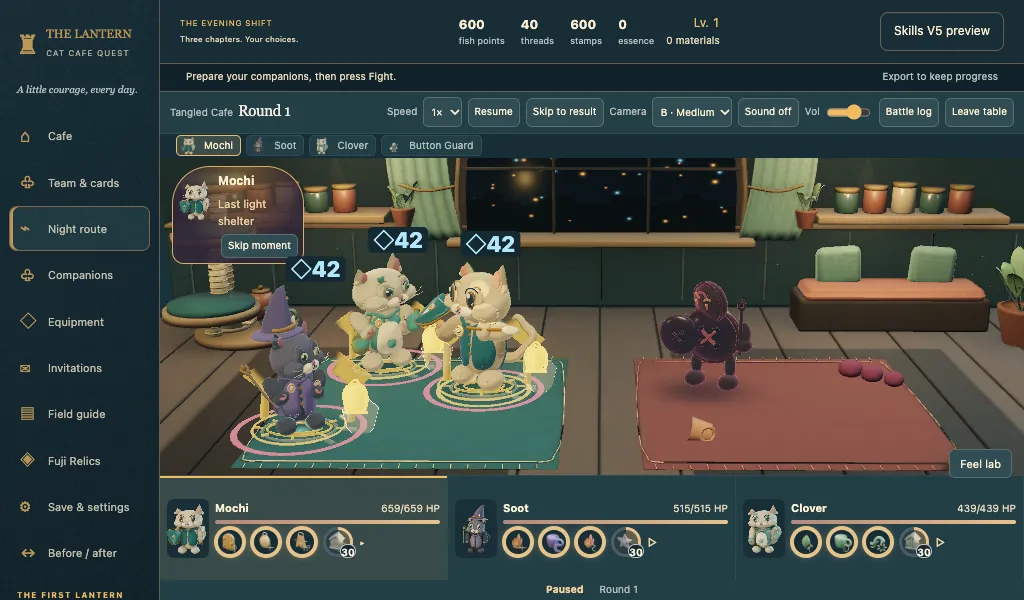 THE LANTERN
CAT CAFE QUEST
A little courage, every day.
Cafe
Team & cards
Night route
Companions
Equipment
Invitations
Field guide
Fuji Relics
Save & settings
Before / after
THE FIRST LANTERN
THE EVENING SHIFT
Three chapters. Your choices.
600 40 600 0 Lv. 1
fish points threads stamps essence 0 materials
Skills V5 preview
Prepare your companions, then press Fight.
Export to keep progress
Tangled Cafe Round 1
Speed 1x Resume Skip to result Camera B · Medium Sound off Vol Battle log Leave table
Mochi Soot Clover Button Guard
Mochi
Last light
shelter
Skip moment
42
42
42
Feel lab
Mochi 659/659 HP
30
Soot 515/515 HP
30
Clover 439/439 HP
30
Paused Round 1